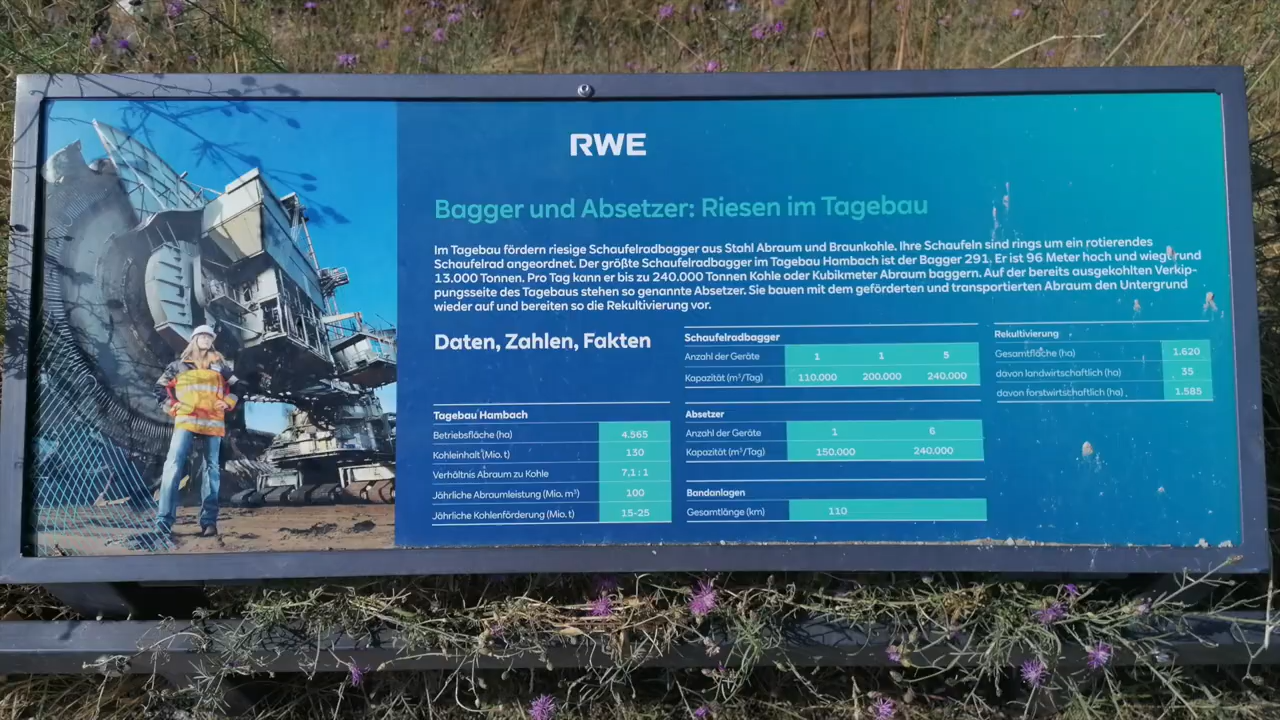 RWE
Bagger und Absetzer: Riesen im Tagebau
Im Tagebau fördern riesige Schaufelradbagger aus Stahl Abraum und Braunkohle. Ihre Schaufeln sind rings um ein rotierendes
Schaufelrad angeordnet. Der größte Schaufelradbagger im Tagebau Hambach ist der Bagger 291. Er ist 96 Meter hoch und wiegt rund
13.000 Tonnen. Pro Tag kann er bis zu 240.000 Tonnen Kohle oder Kubikmeter Abraum baggern. Auf der bereits ausgekohlten Verkip-
pungsseite des Tagebaus stehen so genannte Absetzer. Sie bauen mit dem geförderten und transportierten Abraum den Untergrund
wieder auf und bereiten so die Rekultivierung vor.
Daten, Zahlen, Fakten
Tagebau Hambach
Betriebsfläche (ha) 4.565
Kohleinhalt (Mio. t) 130
Verhältnis Abraum zu Kohle 7,1 : 1
Jährliche Abraumleistung (Mio. m³) 100
Jährliche Kohlenförderung (Mio. t) 15-25
Schaufelradbagger
Anzahl der Geräte 1 1 5
Kapazität (m³/Tag) 110.000 200.000 240.000
Absetzer
Anzahl der Geräte 1 6
Kapazität (m³/Tag) 150.000 240.000
Bandanlagen
Gesamtlänge (km) 110
Rekultivierung
Gesamtfläche (ha) 1.620
davon landwirtschaftlich (ha) 35
davon forstwirtschaftlich (ha) 1.585